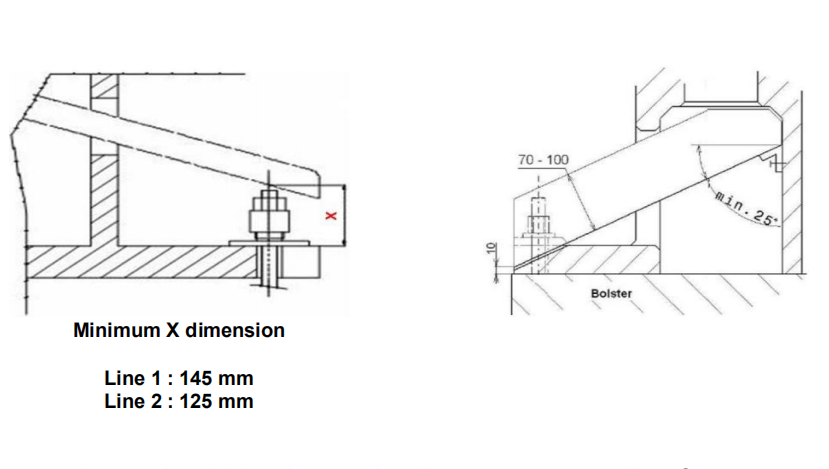 X
Minimum X dimension
Line 1 : 145 mm
Line 2 : 125 mm
70 - 100
min. 25°
10
Bolster